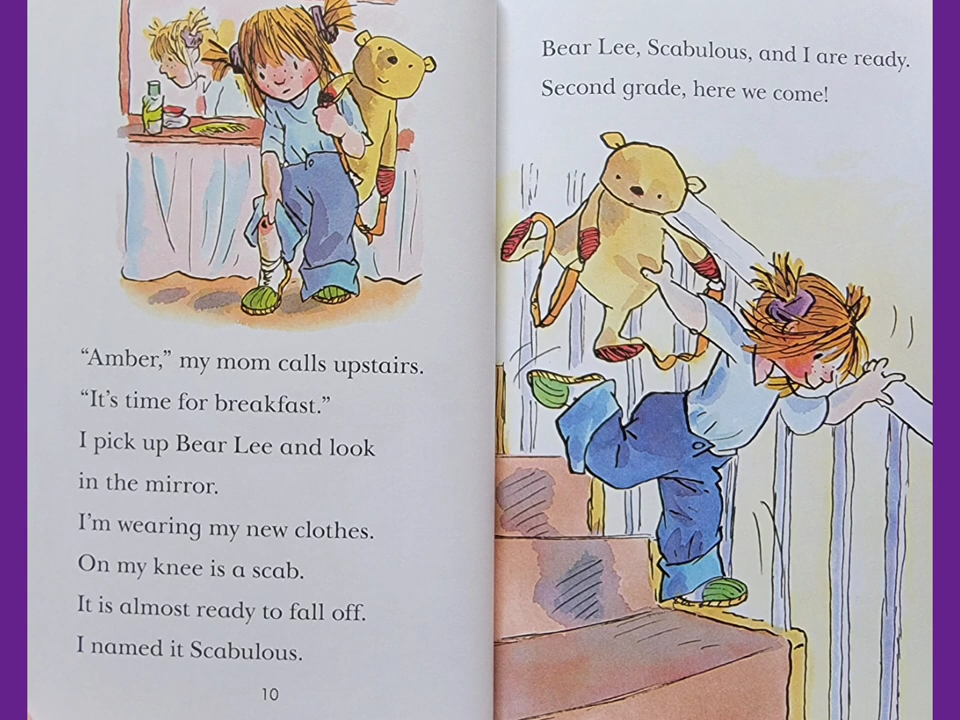 “Amber,” my mom calls upstairs.
“It’s time for breakfast.”
I pick up Bear Lee and look
in the mirror.
I’m wearing my new clothes.
On my knee is a scab.
It is almost ready to fall off.
I named it Scabulous.
10
Bear Lee, Scabulous, and I are ready.
Second grade, here we come!